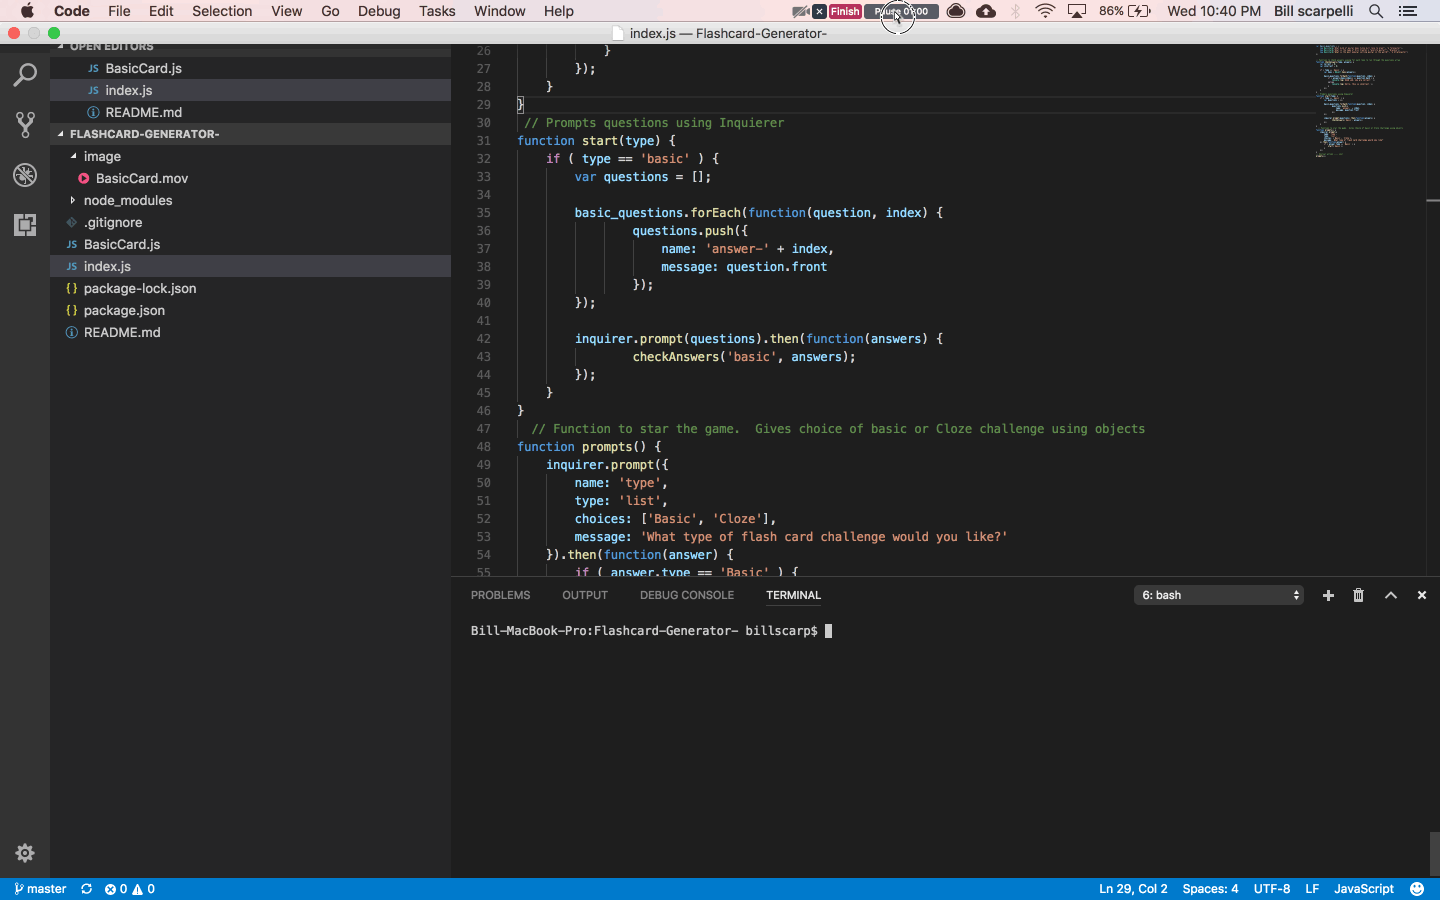 Code File Edit Selection View Go Debug Tasks Window Help Finish 86% Wed 10:40 PM Bill scarpelli
index.js — Flashcard-Generator-
OPEN EDITORS
JS BasicCard.js
JS index.js
README.md
FLASHCARD-GENERATOR-
image
BasicCard.mov
node_modules
.gitignore
JS BasicCard.js
JS index.js
{} package-lock.json
{} package.json
README.md
26 }
27 });
28 }
29 }
30 // Prompts questions using Inquierer
31 function start(type) {
32 if ( type == 'basic' ) {
33 var questions = [];
34
35 basic_questions.forEach(function(question, index) {
36 questions.push({
37 name: 'answer-' + index,
38 message: question.front
39 });
40 });
41
42 inquirer.prompt(questions).then(function(answers) {
43 checkAnswers('basic', answers);
44 });
45 }
46 }
47 // Function to star the game.  Gives choice of basic or Cloze challenge using objects
48 function prompts() {
49 inquirer.prompt({
50 name: 'type',
51 type: 'list',
52 choices: ['Basic', 'Cloze'],
53 message: 'What type of flash card challenge would you like?'
54 }).then(function(answer) {
55 if ( answer.type == 'Basic' ) {
PROBLEMS OUTPUT DEBUG CONSOLE TERMINAL 6: bash
Bill-MacBook-Pro:Flashcard-Generator- billscarp$
master 0 0 Ln 29, Col 2 Spaces: 4 UTF-8 LF JavaScript